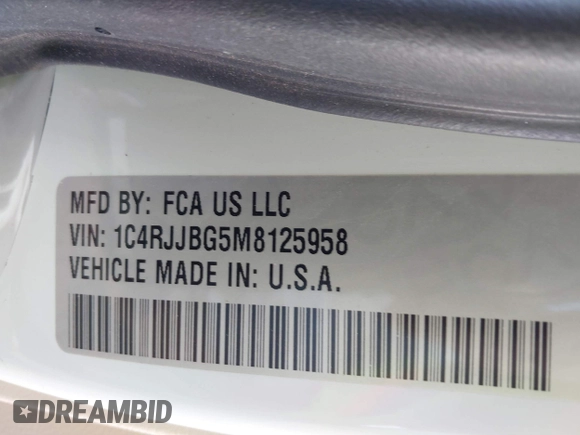 MFD BY: FCA US LLC
VIN: 1C4RJJBG5M8125958
VEHICLE MADE IN: U.S.A.
DREAMBID